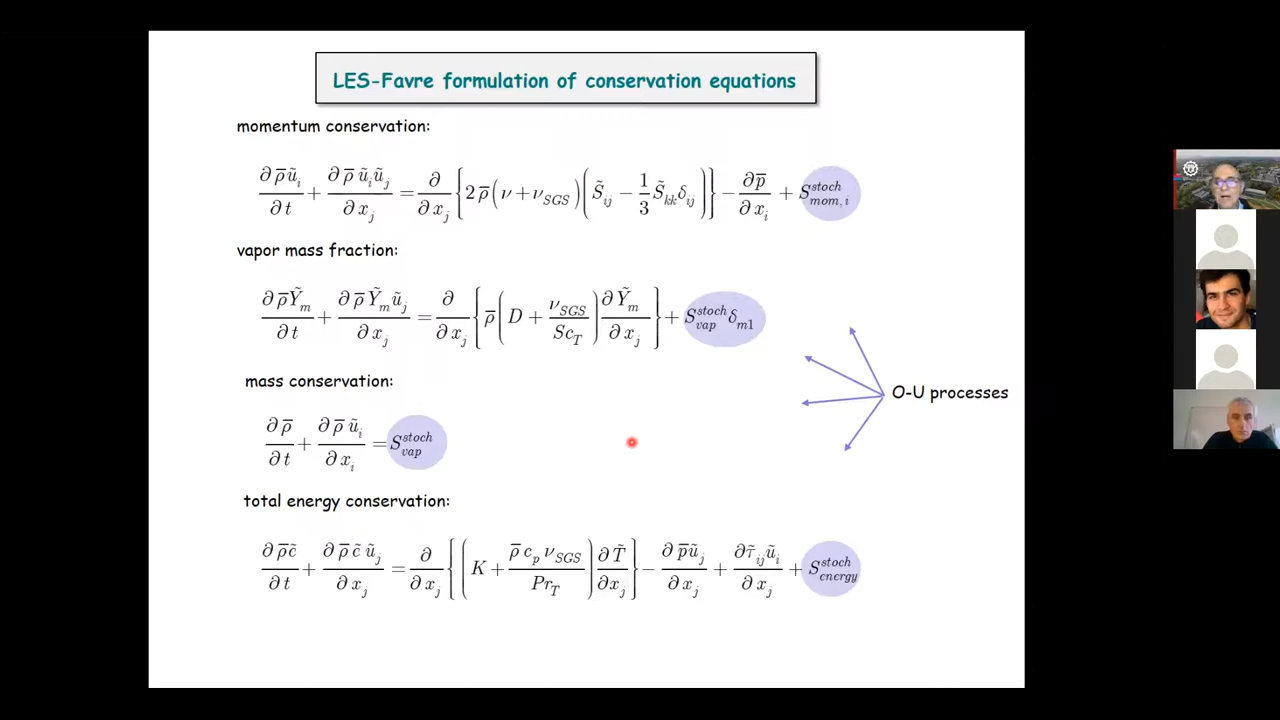 LES-Favre formulation of conservation equations
momentum conservation:
∂ρ̅ũ_i/∂t + ∂ρ̅ũ_iũ_j/∂x_j = ∂/∂x_j {2ρ̅(ν + ν_SGS)(S̃_ij − 1/3 S̃_kk δ_ij)} − ∂p̅/∂x_i + S^stoch_mom,i
vapor mass fraction:
∂ρ̅Ỹ_m/∂t + ∂ρ̅Ỹ_mũ_j/∂x_j = ∂/∂x_j {ρ̅(D + ν_SGS/Sc_T) ∂Ỹ_m/∂x_j} + S^stoch_vap δ_m1
O-U processes
mass conservation:
∂ρ̅/∂t + ∂ρ̅ũ_i/∂x_i = S^stoch_vap
total energy conservation:
∂ρ̅c̃/∂t + ∂ρ̅c̃ũ_j/∂x_j = ∂/∂x_j {(K + ρ̅c_pν_SGS/Pr_T) ∂T̃/∂x_j} − ∂p̅ũ_j/∂x_j + ∂τ̃_ijũ_i/∂x_j + S^stoch_energy